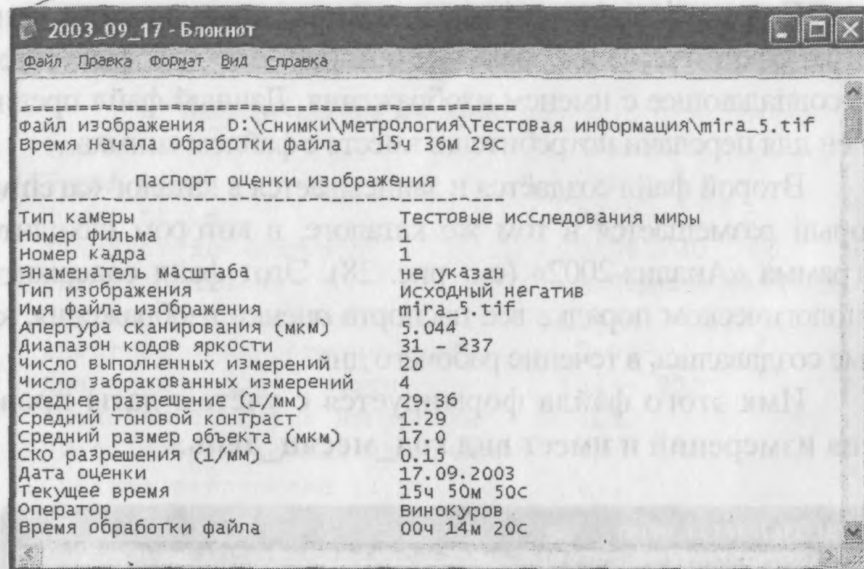 2003_09_17 - Блокнот
Файл Правка Формат Вид Справка
Файл изображения D:\Снимки\Метрология\Тестовая информация\mira_5.tif
Время начала обработки файла 15ч 36м 29с
Паспорт оценки изображения
Тип камеры Тестовые исследования миры
Номер фильма 1
Номер кадра 1
Знаменатель масштаба не указан
Тип изображения Исходный негатив
Имя файла изображения mira_5.tif
Апертура сканирования (мкм) 5.044
Диапазон кодов яркости 31 - 237
Число выполненных измерений 20
Число забракованных измерений 4
Среднее разрешение (1/мм) 29.36
Средний тоновой контраст 1.29
Средний размер объекта (мкм) 17.0
СКО разрешения (1/мм) 0.15
Дата оценки 17.09.2003
Текущее время 15ч 50м 50с
Оператор Винокуров
Время обработки файла 00ч 14м 20с